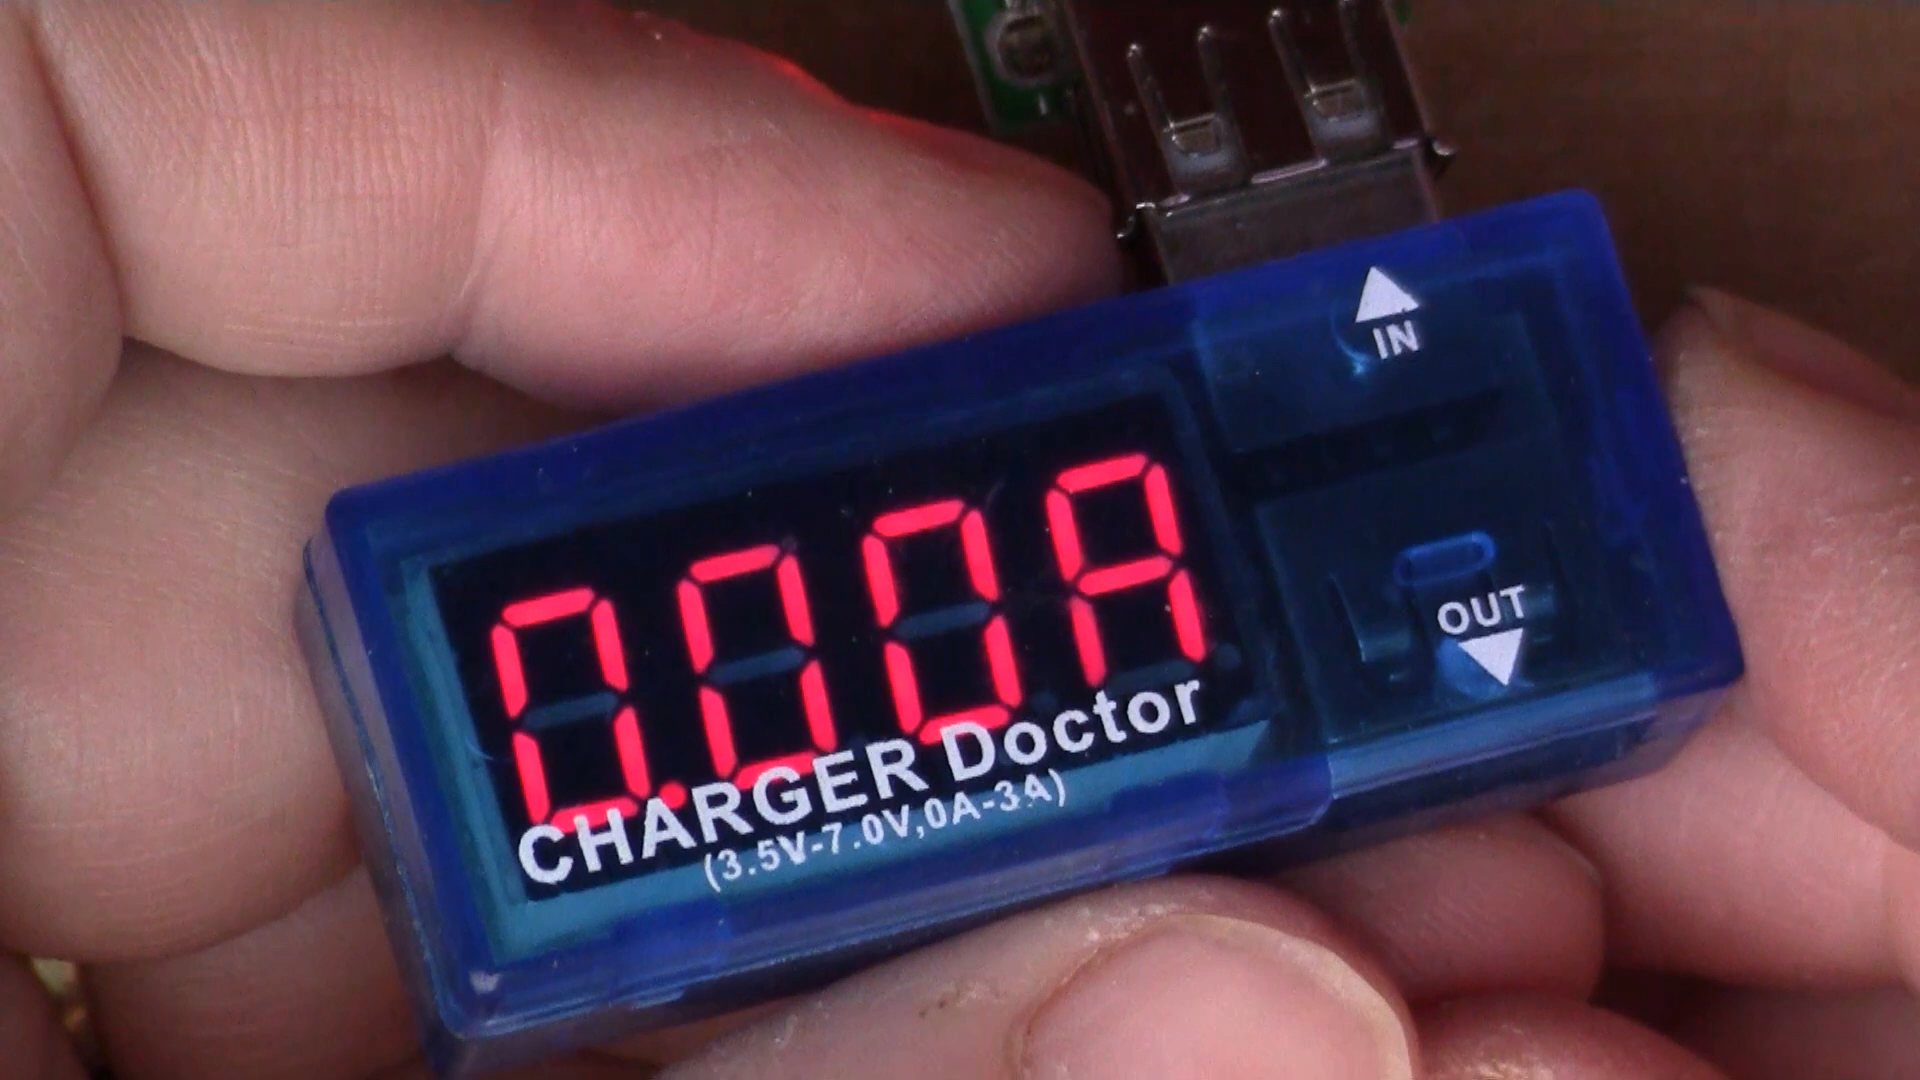 IN
OUT
0.00A
CHARGER Doctor
(3.5V-7.0V,0A-3A)